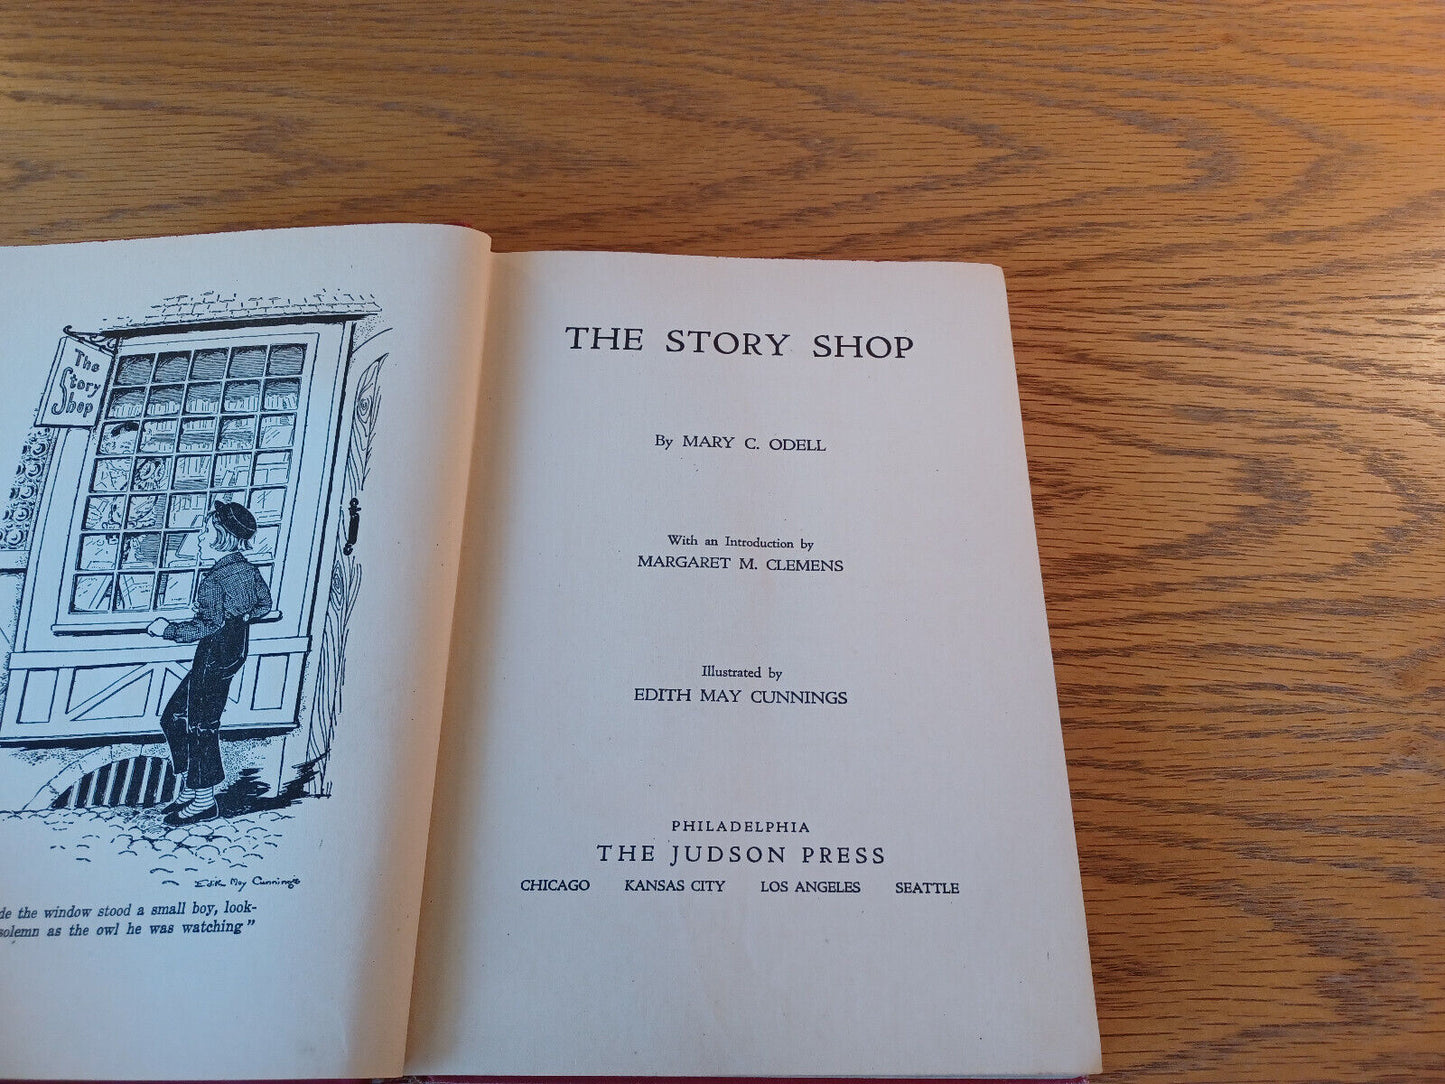 The
Story
Shop
Edith May Cunnings
de the window stood a small boy, look-
solemn as the owl he was watching"
THE STORY SHOP
By MARY C. ODELL
With an Introduction by
MARGARET M. CLEMENS
Illustrated by
EDITH MAY CUNNINGS
PHILADELPHIA
THE JUDSON PRESS
CHICAGO KANSAS CITY LOS ANGELES SEATTLE